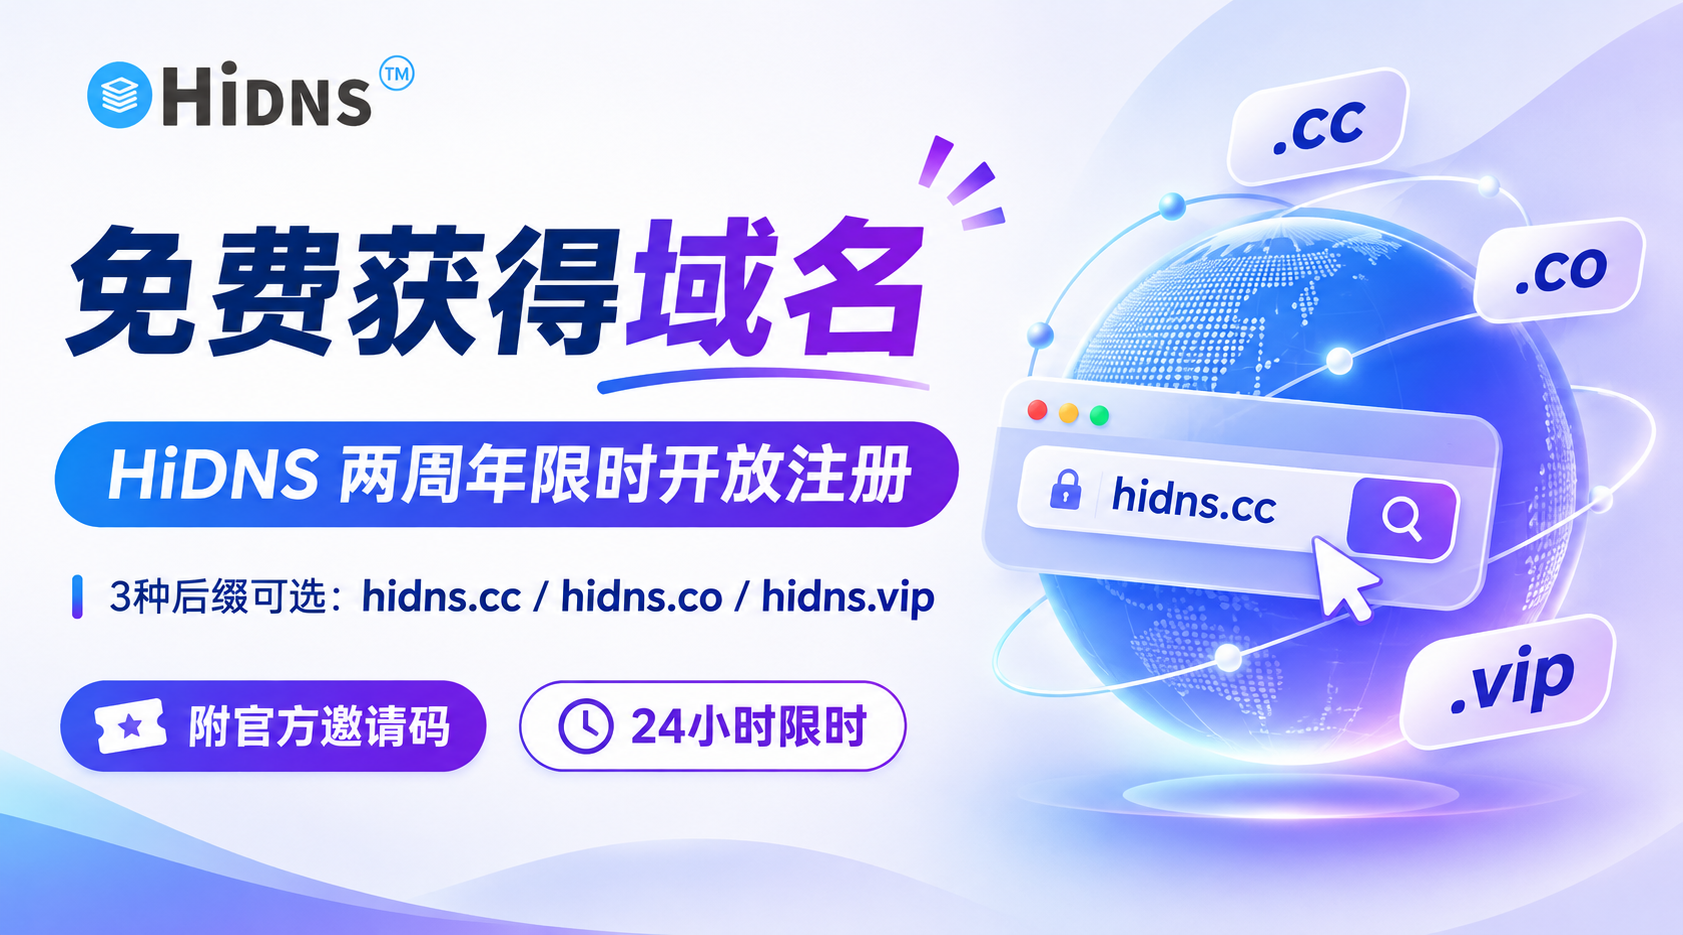 HiDNS TM
免费获得域名
HiDNS 两周年限时开放注册
3种后缀可选：hidns.cc / hidns.co / hidns.vip
附官方邀请码
24小时限时
.cc
.co
hidns.cc
.vip